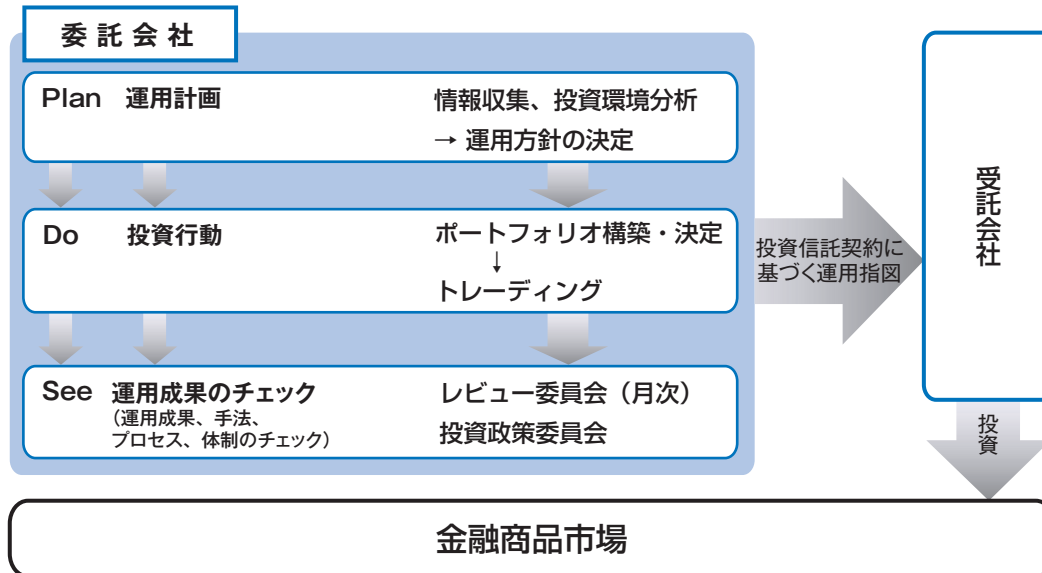 委託会社
Plan 運用計画 情報収集、投資環境分析
→ 運用方針の決定
Do 投資行動 ポートフォリオ構築・決定
↓
トレーディング
See 運用成果のチェック レビュー委員会(月次)
(運用成果、手法、
プロセス、体制のチェック) 投資政策委員会
投資信託契約に
基づく運用指図
受託会社
投資
金融商品市場